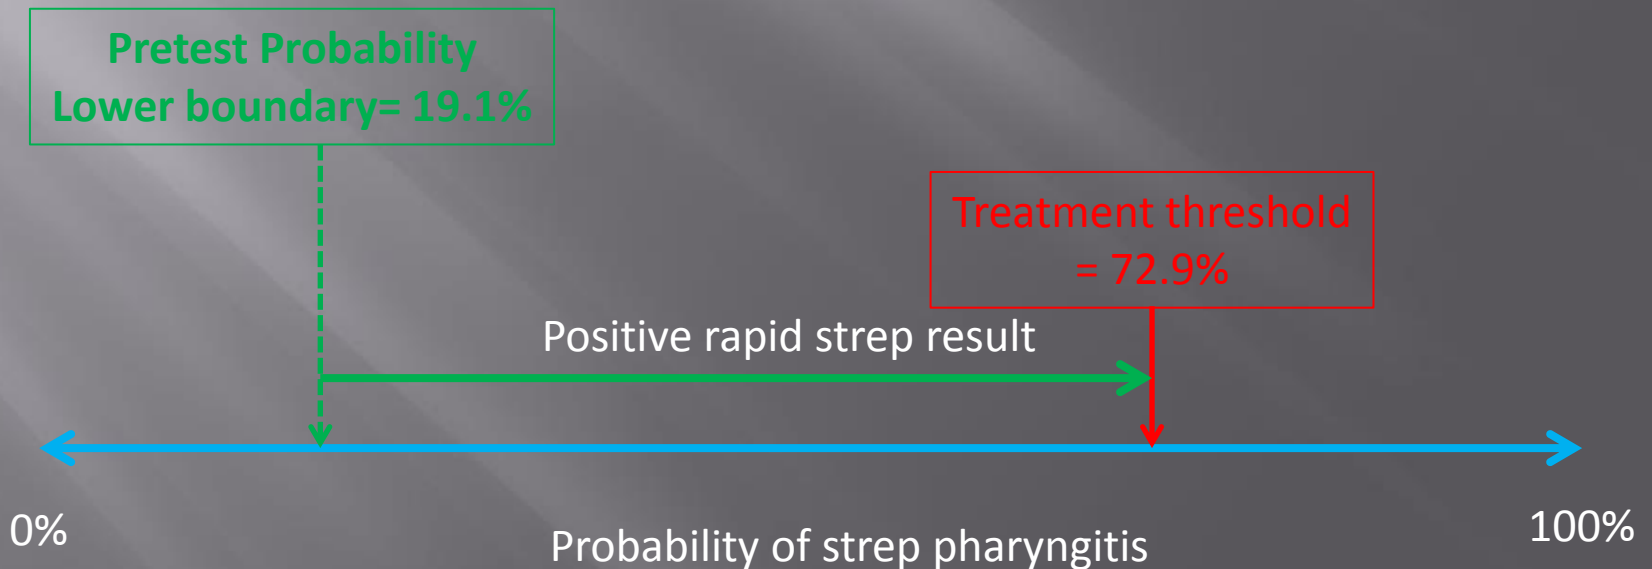 Pretest Probability
Lower boundary= 19.1%
Treatment threshold
= 72.9%
Positive rapid strep result
0%
Probability of strep pharyngitis
100%